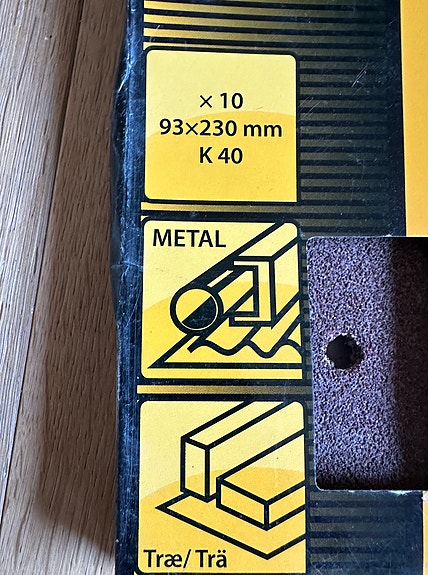 × 10
93×230 mm
K 40
METAL
Træ/ Trä